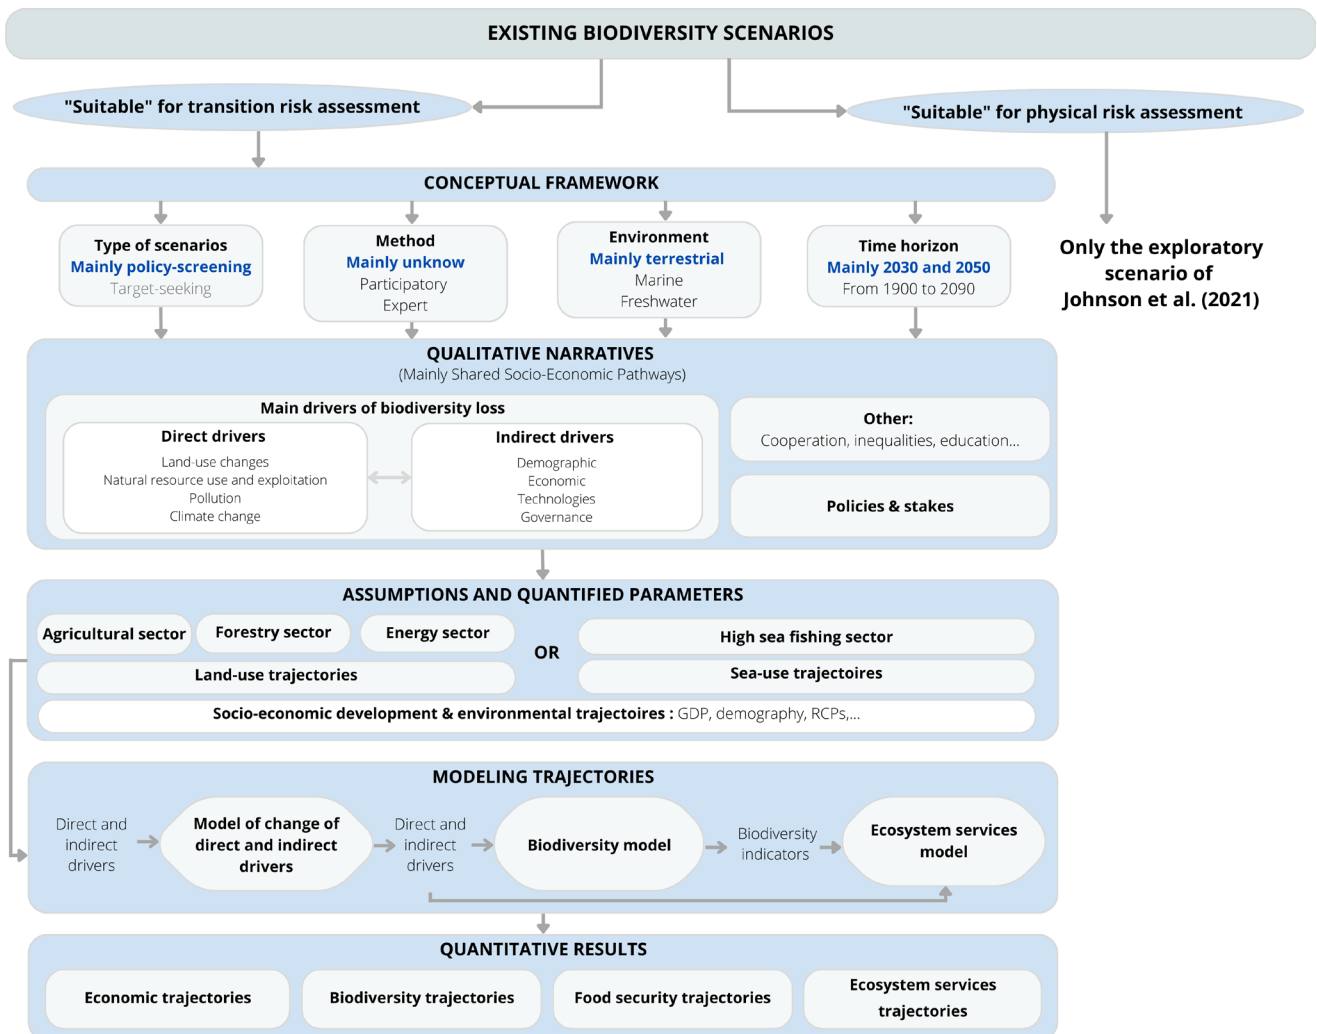 EXISTING BIODIVERSITY SCENARIOS
"Suitable" for transition risk assessment
"Suitable" for physical risk assessment
CONCEPTUAL FRAMEWORK
Type of scenarios
Mainly policy-screening
Target-seeking
Method
Mainly unknow
Participatory
Expert
Environment
Mainly terrestrial
Marine
Freshwater
Time horizon
Mainly 2030 and 2050
From 1900 to 2090
Only the exploratory
scenario of
Johnson et al. (2021)
QUALITATIVE NARRATIVES
(Mainly Shared Socio-Economic Pathways)
Main drivers of biodiversity loss
Direct drivers
Land-use changes
Natural resource use and exploitation
Pollution
Climate change
Indirect drivers
Demographic
Economic
Technologies
Governance
Other:
Cooperation, inequalities, education...
Policies & stakes
ASSUMPTIONS AND QUANTIFIED PARAMETERS
Agricultural sector
Forestry sector
Energy sector
Land-use trajectories
OR
High sea fishing sector
Sea-use trajectoires
Socio-economic development & environmental trajectoires : GDP, demography, RCPs,...
MODELING TRAJECTORIES
Direct and
indirect
drivers
Model of change of
direct and indirect
drivers
Direct and
indirect
drivers
Biodiversity model
Biodiversity
indicators
Ecosystem services
model
QUANTITATIVE RESULTS
Economic trajectories
Biodiversity trajectories
Food security trajectories
Ecosystem services
trajectories